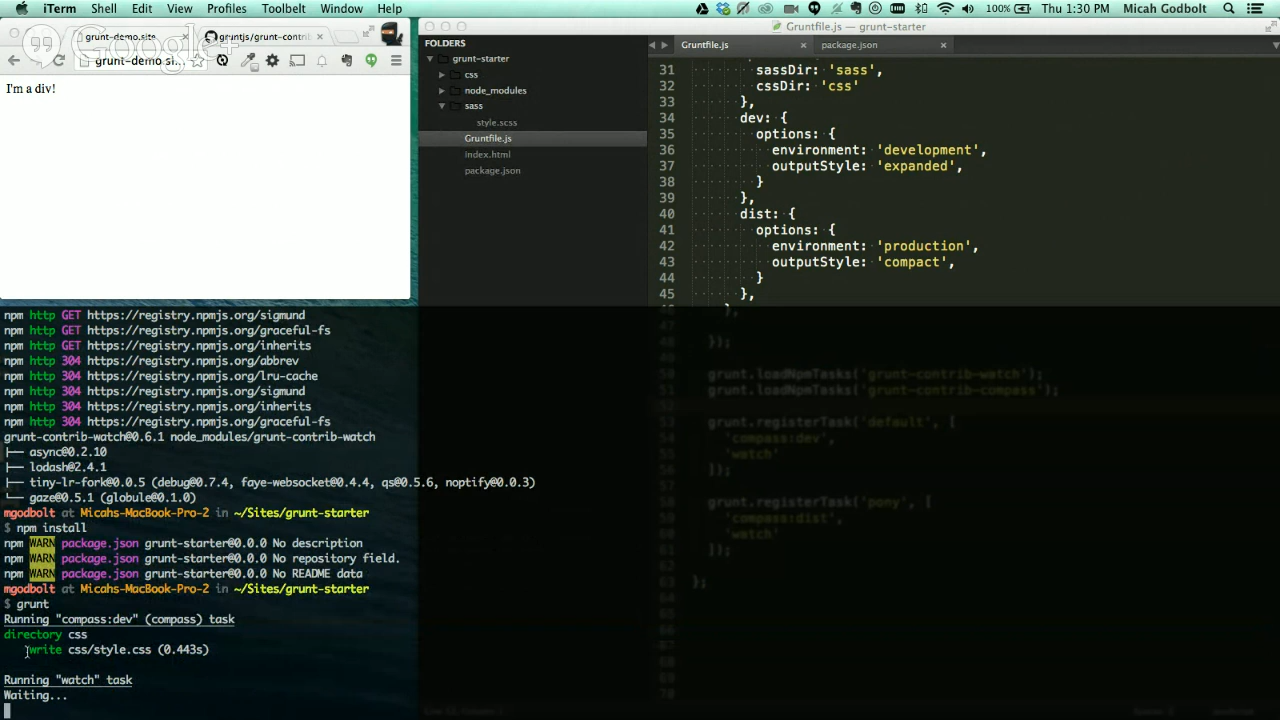 iTerm Shell Edit View Profiles Toolbelt Window Help 100% Thu 1:30 PM Micah Godbolt
grunt-demo.site
gruntjs/grunt-contrib
Google+
grunt-demo.si
I'm a div!
Gruntfile.js — grunt-starter
FOLDERS
grunt-starter
css
node_modules
sass
style.scss
Gruntfile.js
index.html
package.json
Gruntfile.js
package.json
31 sassDir: 'sass',
32 cssDir: 'css'
33 },
34 dev: {
35 options: {
36 environment: 'development',
37 outputStyle: 'expanded',
38 }
39 },
40 dist: {
41 options: {
42 environment: 'production',
43 outputStyle: 'compact',
44 }
45 },
46 },
48 });
50 grunt.loadNpmTasks('grunt-contrib-watch');
51 grunt.loadNpmTasks('grunt-contrib-compass');
53 grunt.registerTask('default', [
54 'compass:dev',
55 'watch'
56 ]);
58 grunt.registerTask('pony', [
59 'compass:dist',
60 'watch'
61 ]);
63 };
64
65
66
67
68
69
70
npm http GET https://registry.npmjs.org/sigmund
npm http GET https://registry.npmjs.org/graceful-fs
npm http GET https://registry.npmjs.org/inherits
npm http 304 https://registry.npmjs.org/abbrev
npm http 304 https://registry.npmjs.org/lru-cache
npm http 304 https://registry.npmjs.org/sigmund
npm http 304 https://registry.npmjs.org/inherits
npm http 304 https://registry.npmjs.org/graceful-fs
grunt-contrib-watch@0.6.1 node_modules/grunt-contrib-watch
├── async@0.2.10
├── lodash@2.4.1
├── tiny-lr-fork@0.0.5 (debug@0.7.4, faye-websocket@0.4.4, qs@0.5.6, noptify@0.0.3)
└── gaze@0.5.1 (globule@0.1.0)
mgodbolt at Micahs-MacBook-Pro-2 in ~/Sites/grunt-starter
$ npm install
npm WARN package.json grunt-starter@0.0.0 No description
npm WARN package.json grunt-starter@0.0.0 No repository field.
npm WARN package.json grunt-starter@0.0.0 No README data
mgodbolt at Micahs-MacBook-Pro-2 in ~/Sites/grunt-starter
$ grunt
Running "compass:dev" (compass) task
directory css
write css/style.css (0.443s)
Running "watch" task
Waiting...